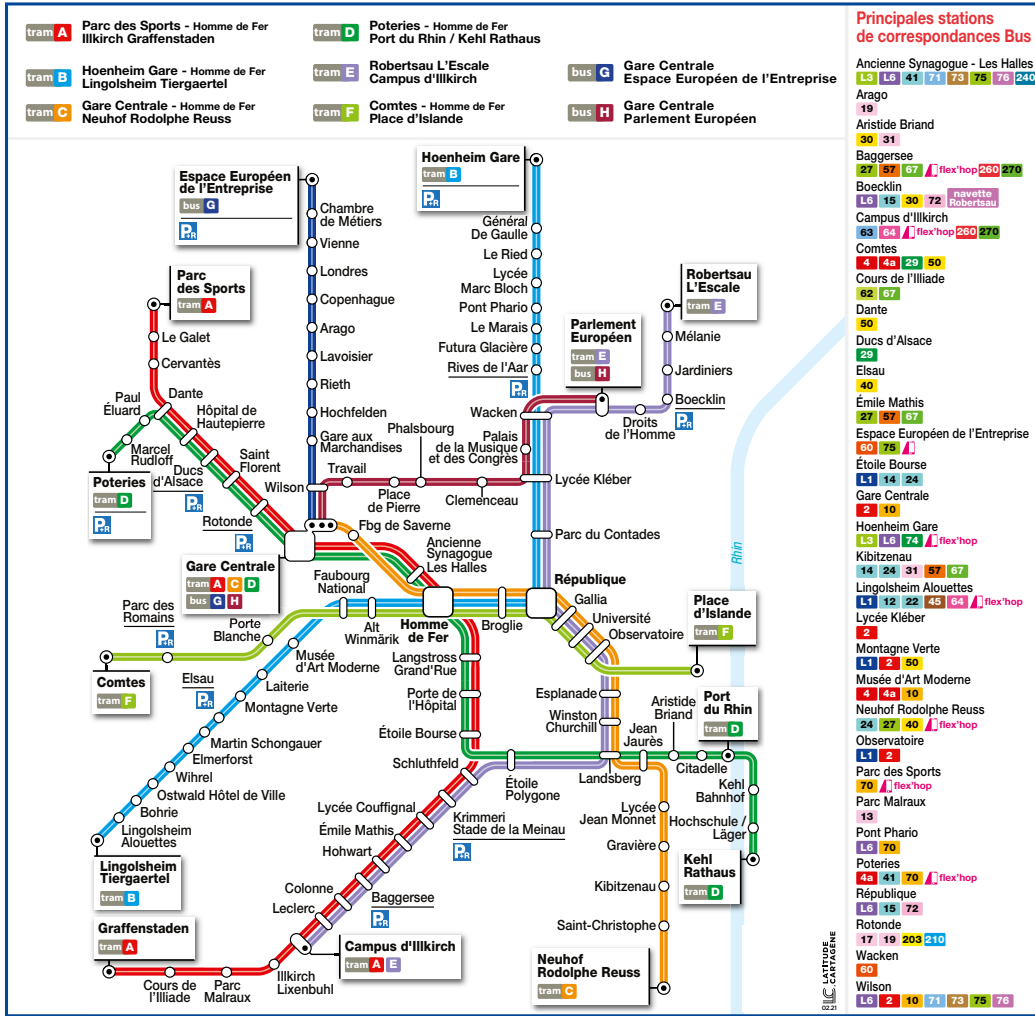 tram A Parc des Sports - Homme de Fer
Illkirch Graffenstaden
tram B Hoenheim Gare - Homme de Fer
Lingolsheim Tiergaertel
tram C Gare Centrale - Homme de Fer
Neuhof Rodolphe Reuss
tram D Poteries - Homme de Fer
Port du Rhin / Kehl Rathaus
tram E Robertsau L'Escale
Campus d'Illkirch
tram F Comtes - Homme de Fer
Place d'Islande
bus G Gare Centrale
Espace Européen de l'Entreprise
bus H Gare Centrale
Parlement Européen
Espace Européen
de l'Entreprise
bus G
P+R
Chambre
de Métiers
Vienne
Londres
Copenhague
Arago
Lavoisier
Rieth
Hochfelden
Gare aux
Marchandises
Wilson
Hoenheim Gare
tram B
P+R
Général
De Gaulle
Le Ried
Lycée
Marc Bloch
Pont Phario
Le Marais
Futura Glacière
Rives de l'Aar
P+R
Parc
des Sports
tram A
Le Galet
Cervantès
Dante
Paul
Éluard
Marcel
Rudloff
Poteries
tram D
P+R
Hôpital de
Hautepierre
Ducs
d'Alsace
P+R
Saint
Florent
Rotonde
P+R
Robertsau
L'Escale
tram E
Mélanie
Jardiniers
Boecklin
P+R
Droits
de l'Homme
Parlement
Européen
tram E
bus H
Wacken
Palais
de la Musique
et des Congrès
Lycée Kléber
Parc du Contades
Travail
Phalsbourg
Place
de Pierre
Clemenceau
Fbg de Saverne
Gare Centrale
tram A C D
bus G H
Ancienne
Synagogue
Les Halles
Faubourg
National
République
Gallia
Université
Observatoire
Place
d'Islande
tram F
Parc des
Romains
P+R
Porte
Blanche
Alt
Winmärik
Homme
de Fer
Broglie
Comtes
tram F
Elsau
P+R
Musée
d'Art Moderne
Laiterie
Montagne Verte
Martin Schongauer
Elmerforst
Wihrel
Ostwald Hôtel de Ville
Bohrie
Lingolsheim
Alouettes
Lingolsheim
Tiergaertel
tram B
Langstross
Grand'Rue
Porte de
l'Hôpital
Étoile Bourse
Schluthfeld
Étoile
Polygone
Landsberg
Esplanade
Winston
Churchill
Jean
Jaurès
Aristide
Briand
Citadelle
Port
du Rhin
tram D
Kehl
Bahnhof
Hochschule /
Läger
Kehl
Rathaus
tram D
Lycée
Jean Monnet
Gravière
Kibitzenau
Saint-Christophe
Neuhof
Rodolphe Reuss
tram C
Lycée Couffignal
Krimmeri
Stade de la Meinau
P+R
Émile Mathis
Hohwart
Baggersee
P+R
Colonne
Leclerc
Campus d'Illkirch
tram A E
Illkirch
Lixenbuhl
Parc
Malraux
Cours de
l'Illiade
Graffenstaden
tram A
Rhin
LATITUDE
CARTAGÈNE
02.21
Principales stations
de correspondances Bus
Ancienne Synagogue - Les Halles
L3 L6 41 71 73 75 76 240
Arago
19
Aristide Briand
30 31
Baggersee
27 57 67 flex'hop 260 270
Boecklin
L6 15 30 72 navette
Robertsau
Campus d'Illkirch
63 64 flex'hop 260 270
Comtes
4 4a 29 50
Cours de l'Illiade
62 67
Dante
50
Ducs d'Alsace
29
Elsau
40
Émile Mathis
27 57 67
Espace Européen de l'Entreprise
60 75
Étoile Bourse
L1 14 24
Gare Centrale
2 10
Hoenheim Gare
L3 L6 74 flex'hop
Kibitzenau
14 24 31 57 67
Lingolsheim Alouettes
L1 12 22 45 64 flex'hop
Lycée Kléber
2
Montagne Verte
L1 2 50
Musée d'Art Moderne
4 4a 10
Neuhof Rodolphe Reuss
24 27 40 flex'hop
Observatoire
L1 2
Parc des Sports
70 flex'hop
Parc Malraux
13
Pont Phario
L6 70
Poteries
4a 41 70 flex'hop
République
L6 15 72
Rotonde
17 19 203 210
Wacken
60
Wilson
L6 2 10 71 73 75 76